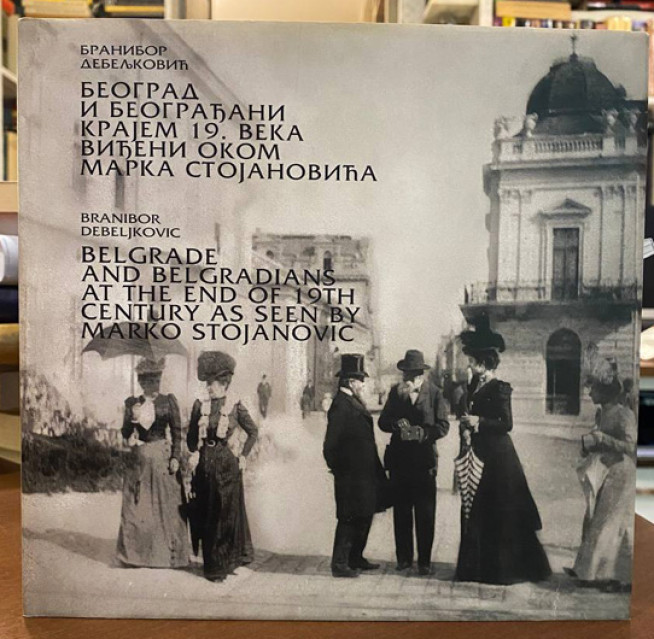 БРАНИБОР
ДЕБЕЉКОВИЋ
БЕОГРАД
И БЕОГРАЂАНИ
КРАЈЕМ 19. ВЕКА
ВИЂЕНИ ОКОМ
МАРКА СТОЈАНОВИЋА
BRANIBOR
DEBELJKOVIC
BELGRADE
AND BELGRADIANS
AT THE END OF 19TH
CENTURY AS SEEN BY
MARKO STOJANOVIC